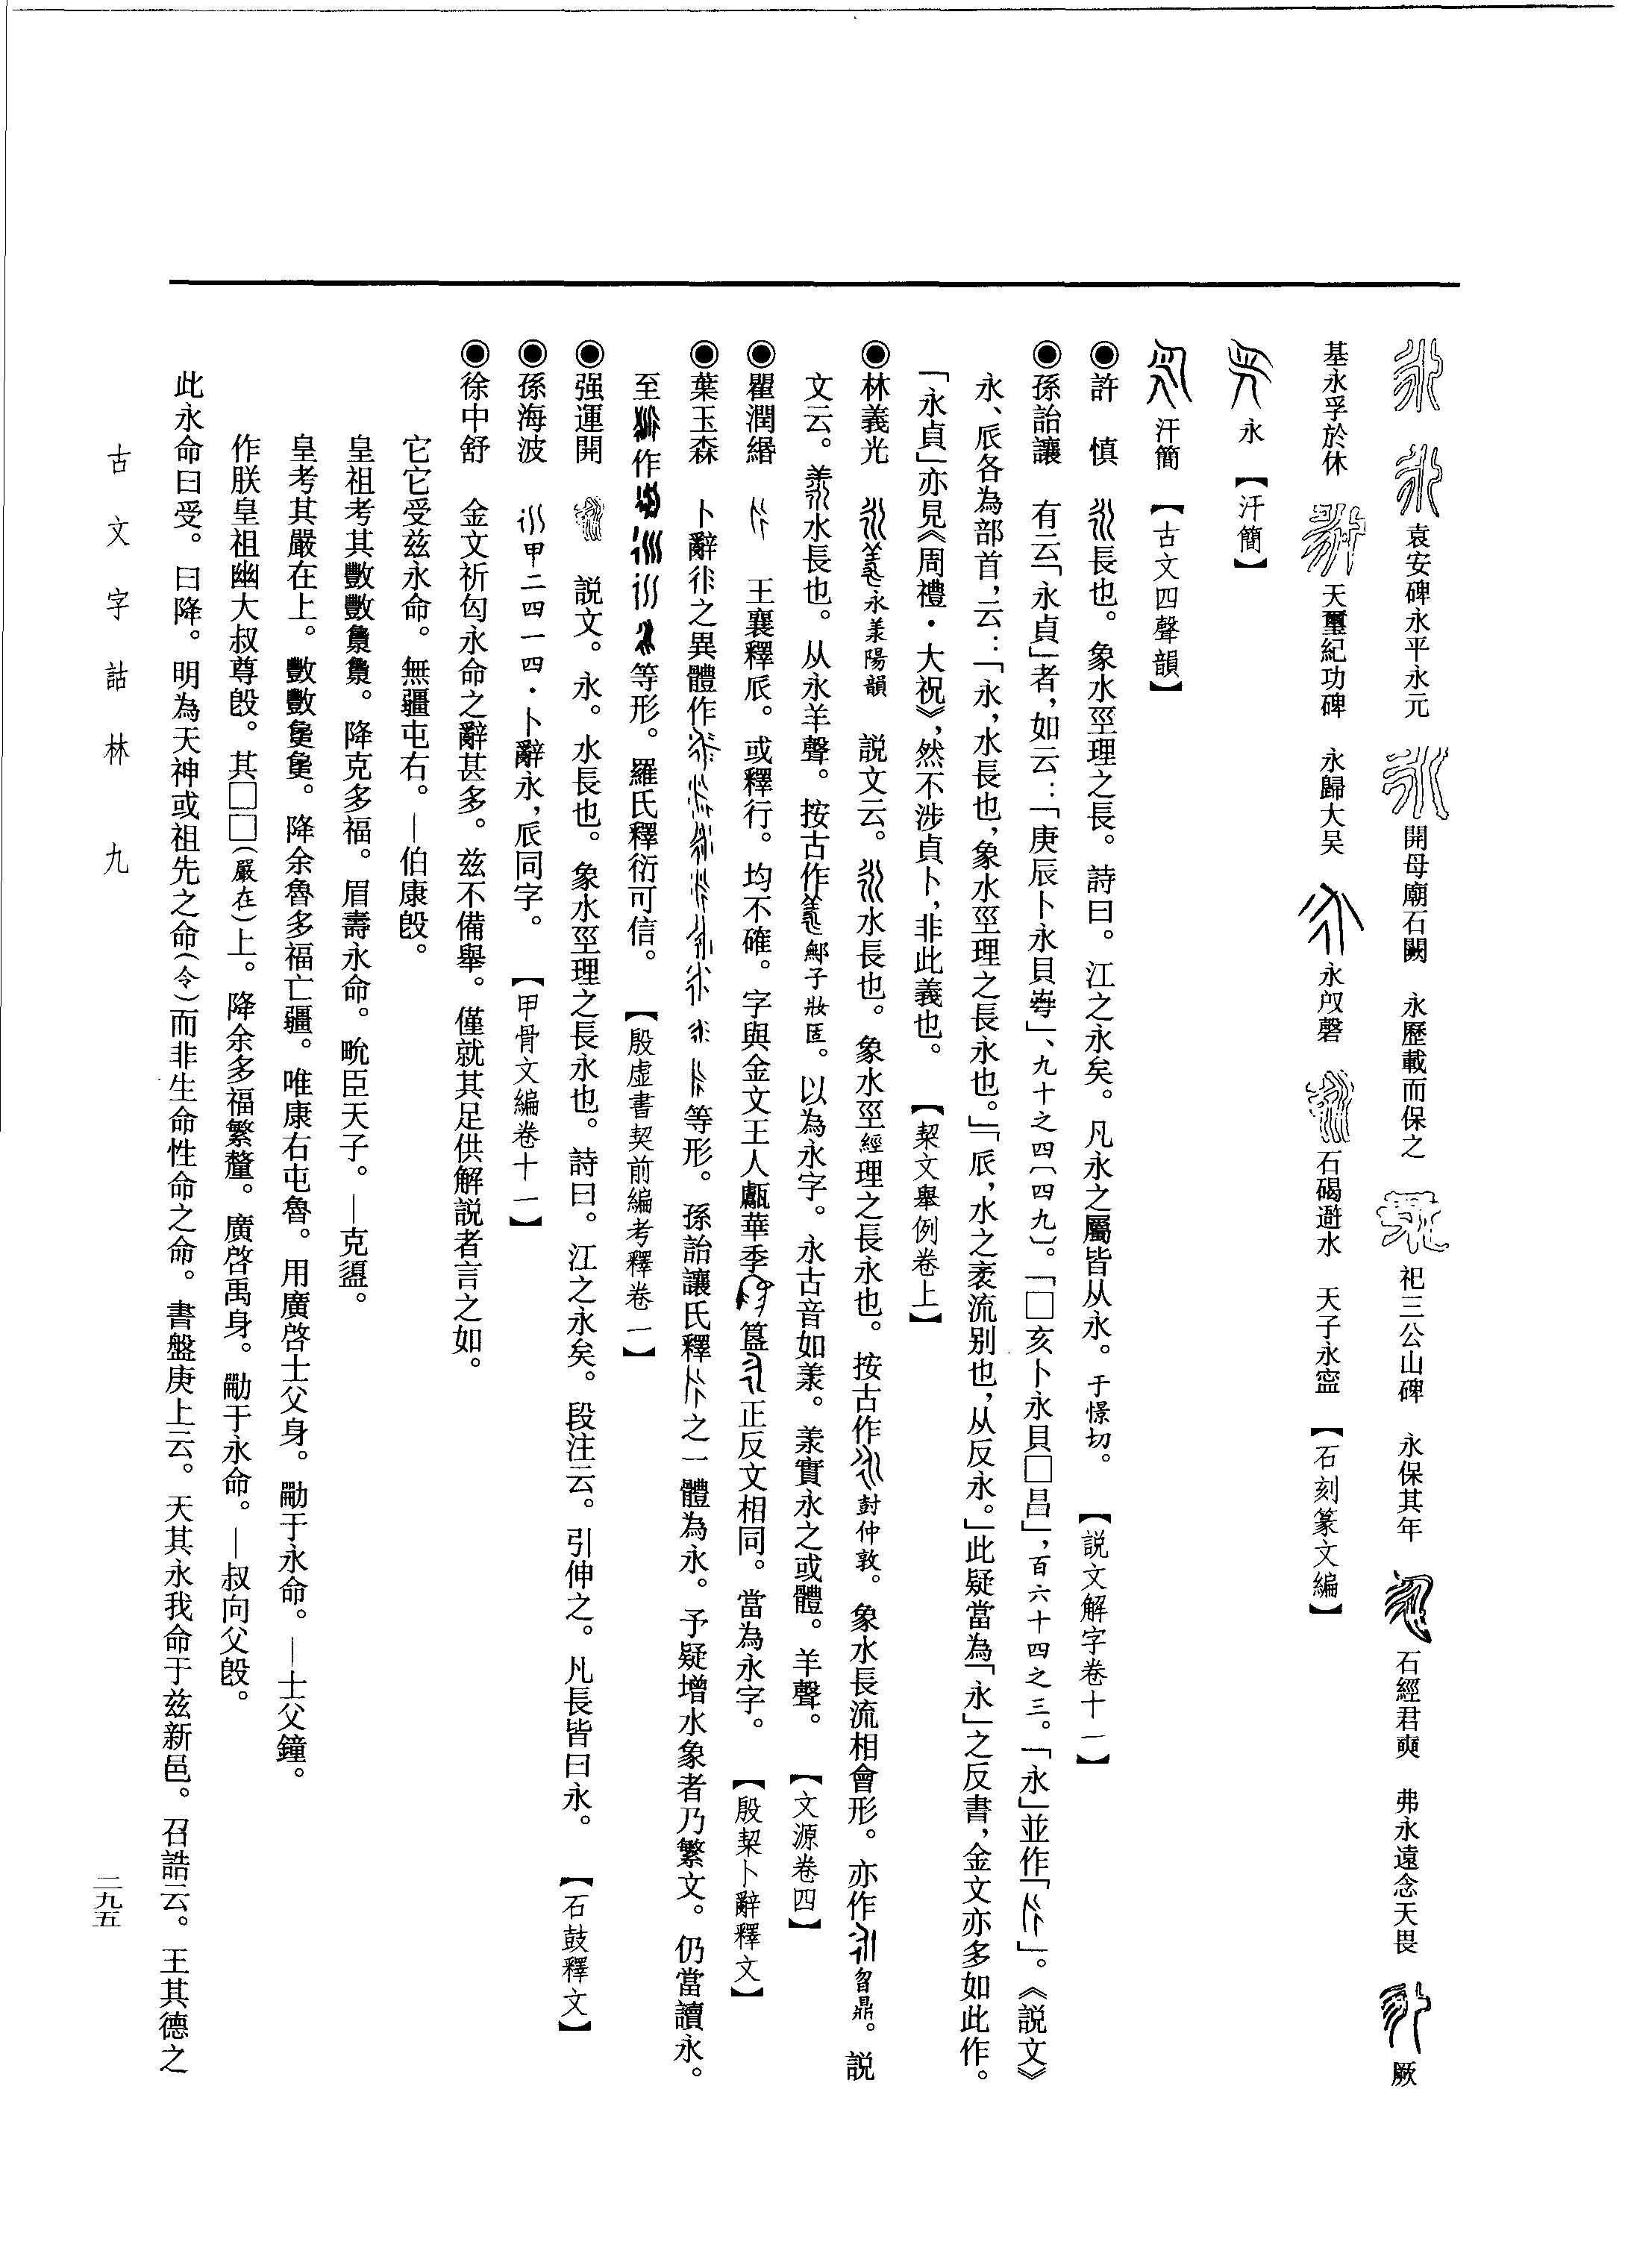 袁安碑永平永元 開母廟石闕 永歷載而保之 祀三公山碑 永保其年 石經君奭 弗永遠念天畏 厥
基永孚於休 天璽紀功碑 永歸大吴 永𣪊磬 石碣避水 天子永寍 【石刻篆文編】
永 【汗簡】
汗簡 【古文四聲韻】
◉許 慎 長也。象水巠理之長。詩曰。江之永矣。凡永之屬皆从永。于憬切。 【説文解字卷十一】
◉孫詒讓 有云「永貞」者，如云：「庚辰卜永貝」、九十之四〔四九〕。「□亥卜永貝□昌」，百六十四之三。「永」並作「」。《説文》
永、𠂢各為部首，云：「永，水長也，象水巠理之長永也。」「𠂢，水之衺流别也，从反永。」此疑當為「永」之反書，金文亦多如此作。
「永貞」亦見《周禮·大祝》，然不涉貞卜，非此義也。 【栔文舉例卷上】
◉林義光 永羕陽韻 説文云。水長也。象水巠經理之長永也。按古作封仲敦。象水長流相會形。亦作曶鼎。説
文云。羕水長也。从永羊聲。按古作鄦子妝匡。以為永字。永古音如羕。羕實永之或體。羊聲。 【文源卷四】
◉瞿潤緡 王襄釋𠂢。或釋行。均不確。字與金文王人甗華季簋正反文相同。當為永字。 【殷栔卜辭釋文】
◉葉玉森 卜辭之異體作等形。孫詒讓氏釋之一體為永。予疑增水象者乃繁文。仍當讀永。
至作等形。羅氏釋衍可信。 【殷虚書契前編考釋卷一】
◉强運開 説文。永。水長也。象水巠理之長永也。詩曰。江之永矣。段注云。引伸之。凡長皆曰永。 【石鼓釋文】
◉孫海波 甲二四一四·卜辭永，𠂢同字。 【甲骨文編卷十一】
◉徐中舒 金文祈匃永命之辭甚多。兹不備舉。僅就其足供解説者言之如。
它它受兹永命。無疆屯右。—伯康𣪘。
皇祖考其數數㲋㲋。降克多福。眉壽永命。畯臣天子。—克盨。
皇考其嚴在上。數數㲋㲋。降余魯多福亡疆。唯康右屯魯。用廣啓士父身。勵于永命。—士父鐘。
作朕皇祖幽大叔尊𣪘。其□□（嚴在）上。降余多福繁釐。廣啓禹身。勵于永命。—叔向父𣪘。
此永命曰受。曰降。明為天神或祖先之命（令）而非生命性命之命。書盤庚上云。天其永我命于兹新邑。召誥云。王其德之
古文字詁林 九
二九五